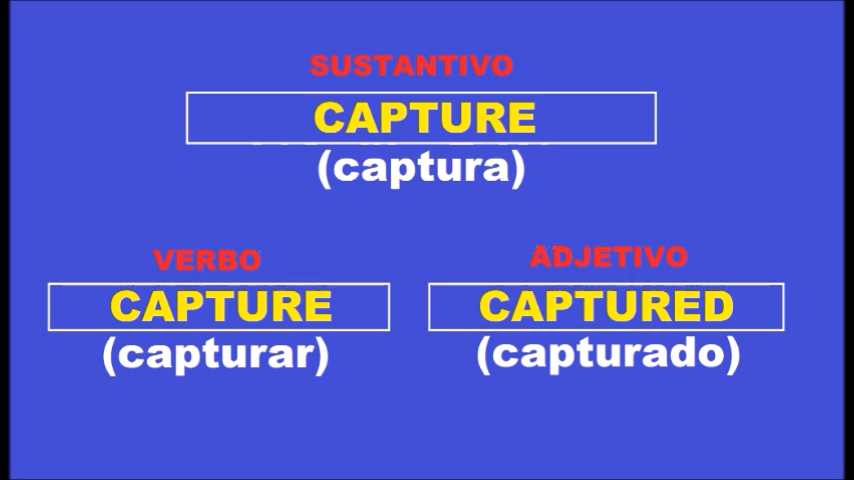 SUSTANTIVO
CAPTURE
(captura)
VERBO
CAPTURE
(capturar)
ADJETIVO
CAPTURED
(capturado)